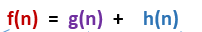 f(n) = g(n) + h(n)